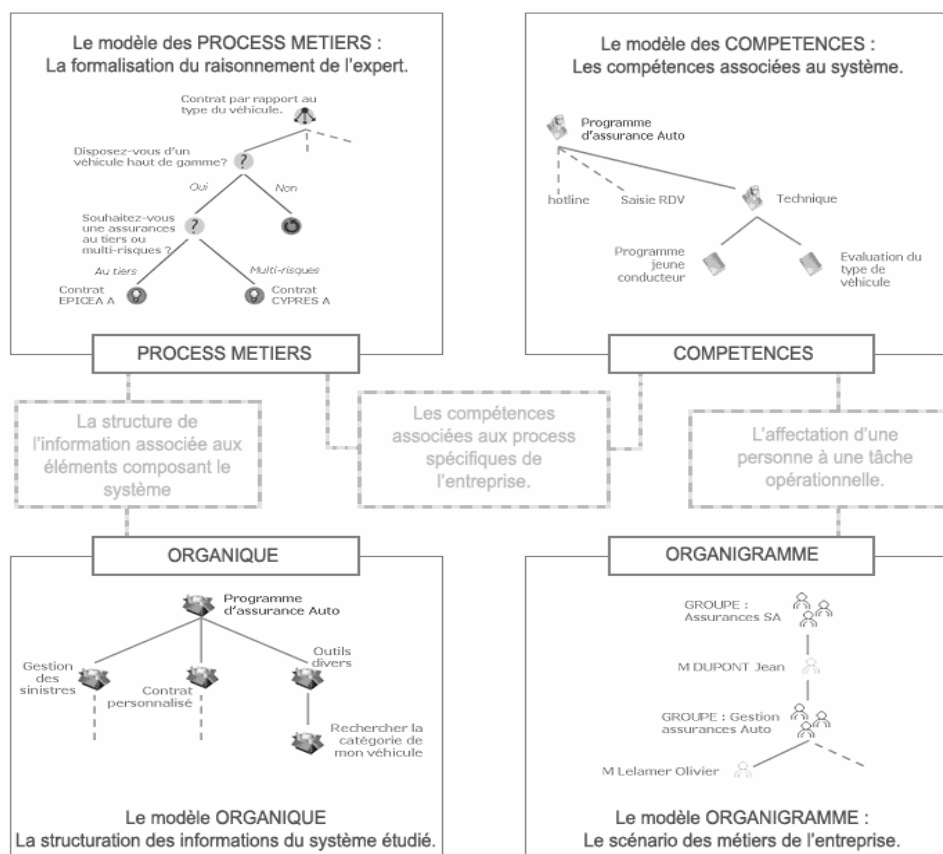 Le modèle des PROCESS METIERS :
La formalisation du raisonnement de l'expert.
Contrat par rapport au
type du véhicule.
Disposez-vous d'un
véhicule haut de gamme?
?
Oui
Non
Souhaitez-vous
une assurances
au tiers ou
multi-risques ?
?
Au tiers
Multi-risques
Contrat
EPICEA A
Contrat
CYPRES A
PROCESS METIERS
Le modèle des COMPETENCES :
Les compétences associées au système.
Programme
d'assurance Auto
hotline
Saisie RDV
Technique
Programme
jeune
conducteur
Evaluation du
type de
véhicule
COMPETENCES
La structure de
l'information associée aux
éléments composant le
système
Les compétences
associées aux process
spécifiques de
l'entreprise.
L'affectation d'une
personne à une tâche
opérationnelle.
ORGANIQUE
Programme
d'assurance Auto
Gestion
des
sinistres
Contrat
personnalisé
Outils
divers
Rechercher la
catégorie de
mon véhicule
Le modèle ORGANIQUE
La structuration des informations du système étudié.
ORGANIGRAMME
GROUPE :
Assurances SA
M DUPONT Jean
GROUPE : Gestion
assurances Auto
M Lelamer Olivier
Le modèle ORGANIGRAMME :
Le scénario des métiers de l'entreprise.